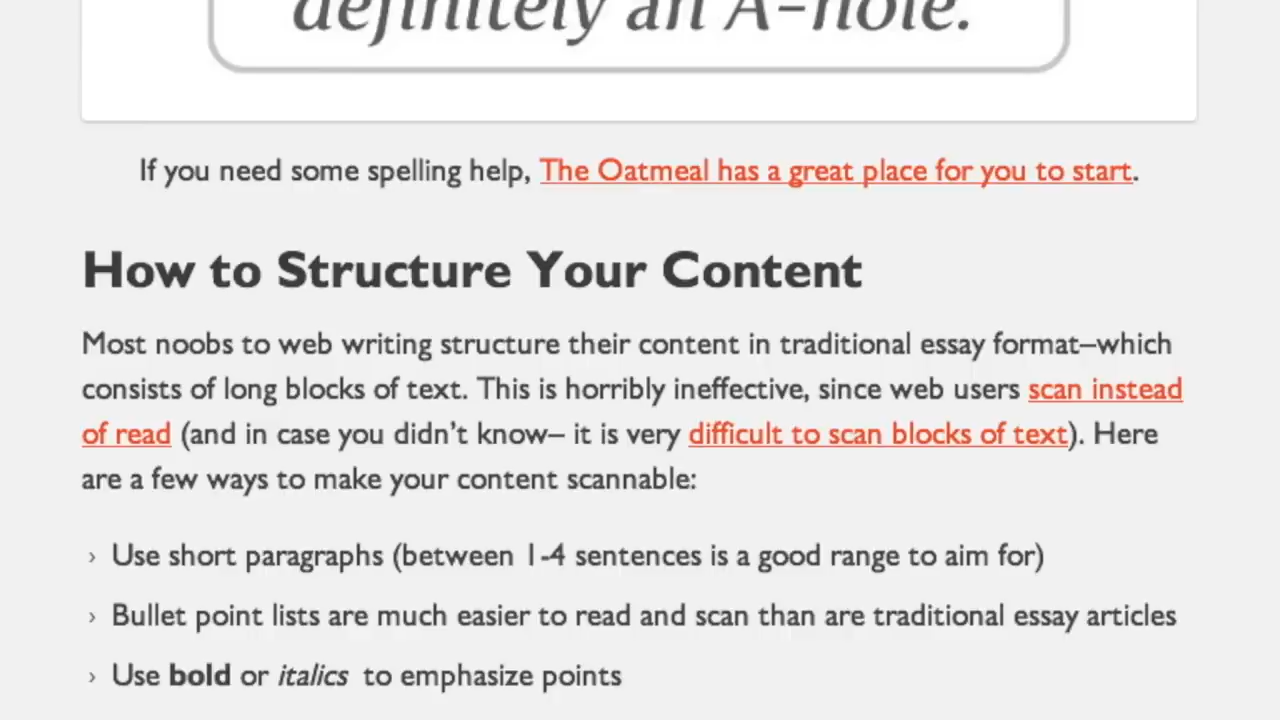 definitely an A-hole.
If you need some spelling help, The Oatmeal has a great place for you to start.
How to Structure Your Content
Most noobs to web writing structure their content in traditional essay format–which
consists of long blocks of text. This is horribly ineffective, since web users scan instead
of read (and in case you didn’t know– it is very difficult to scan blocks of text). Here
are a few ways to make your content scannable:
› Use short paragraphs (between 1-4 sentences is a good range to aim for)
› Bullet point lists are much easier to read and scan than are traditional essay articles
› Use bold or italics to emphasize points